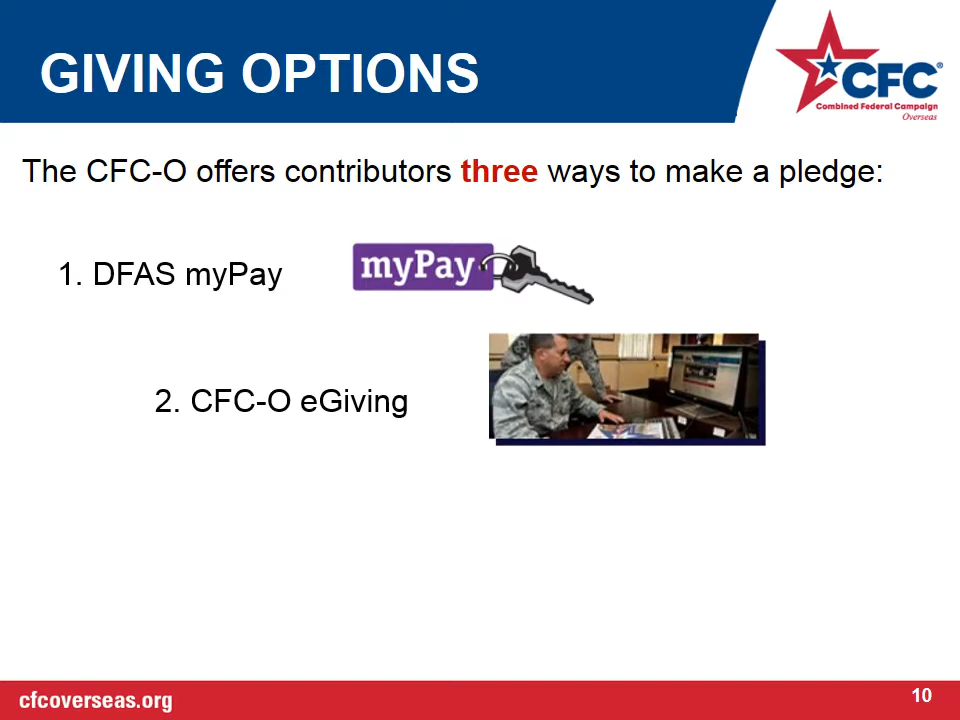 GIVING OPTIONS
CFC®
Combined Federal Campaign
Overseas
The CFC-O offers contributors three ways to make a pledge:
1. DFAS myPay
myPay
2. CFC-O eGiving
cfcoverseas.org
10